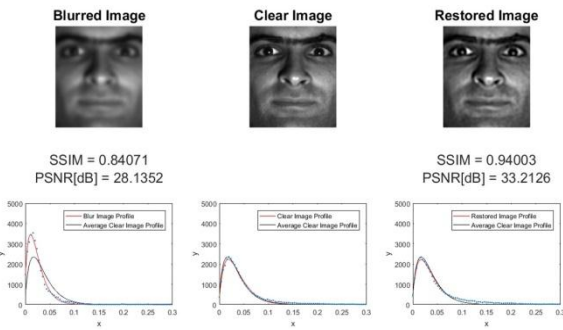 Blurred Image
Clear Image
Restored Image
SSIM = 0.84071
PSNR[dB] = 28.1352
SSIM = 0.94003
PSNR[dB] = 33.2126
5000
4000
3000
2000
1000
0
y
Blur Image Profile
Average Clear Image Profile
0 0.05 0.1 0.15 0.2 0.25 0.3
x
5000
4000
3000
2000
1000
0
y
Clear Image Profile
Average Clear Image Profile
0 0.05 0.1 0.15 0.2 0.25 0.3
x
5000
4000
3000
2000
1000
0
y
Restored Image Profile
Average Clear Image Profile
0 0.05 0.1 0.15 0.2 0.25 0.3
x